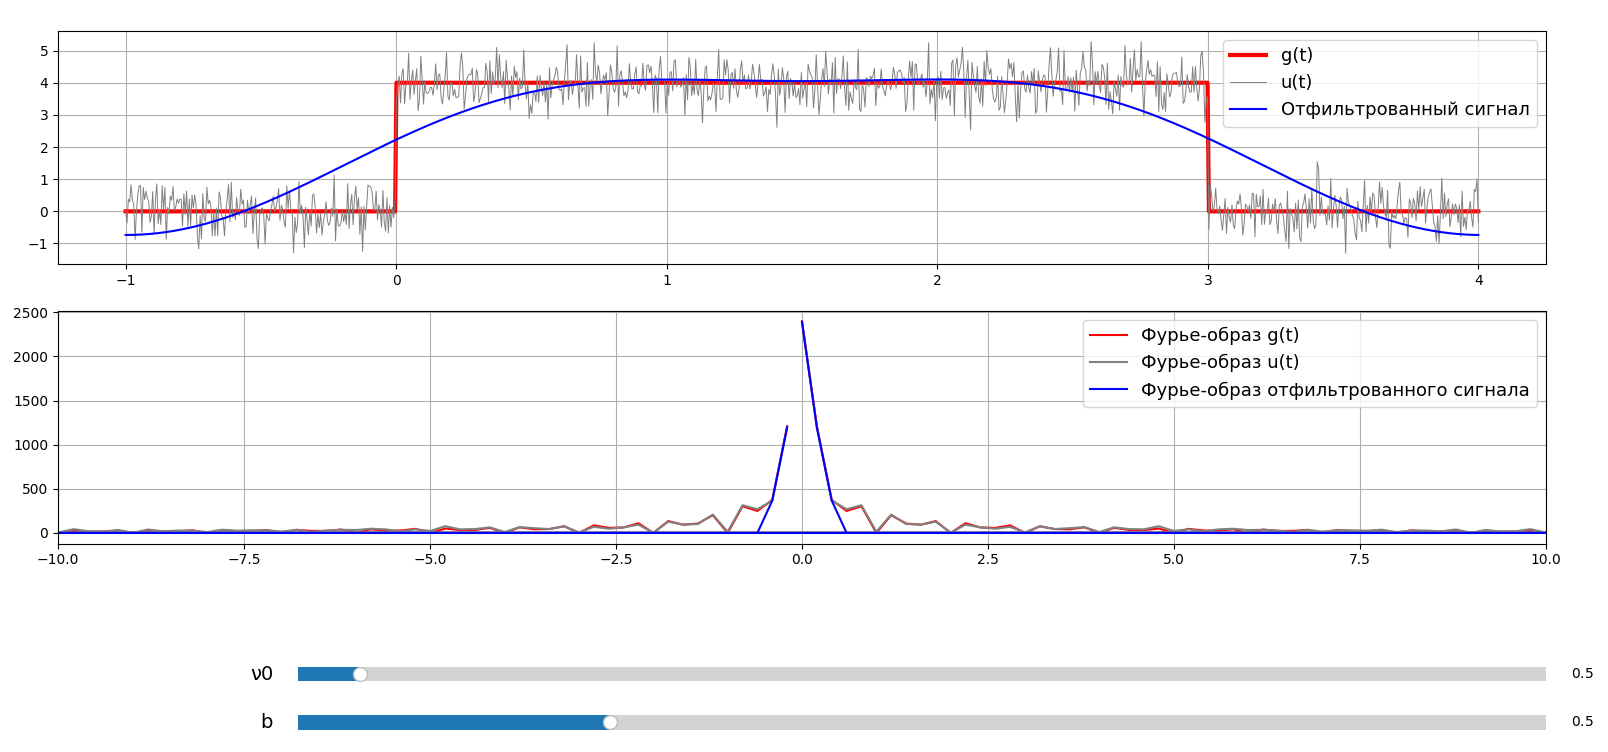 5
4
3
2
1
0
−1
g(t)
u(t)
Отфильтрованный сигнал
−1 0 1 2 3 4
2500
2000
1500
1000
500
0
Фурье-образ g(t)
Фурье-образ u(t)
Фурье-образ отфильтрованного сигнала
−10.0 −7.5 −5.0 −2.5 0.0 2.5 5.0 7.5 10.0
ν0 0.5
b 0.5